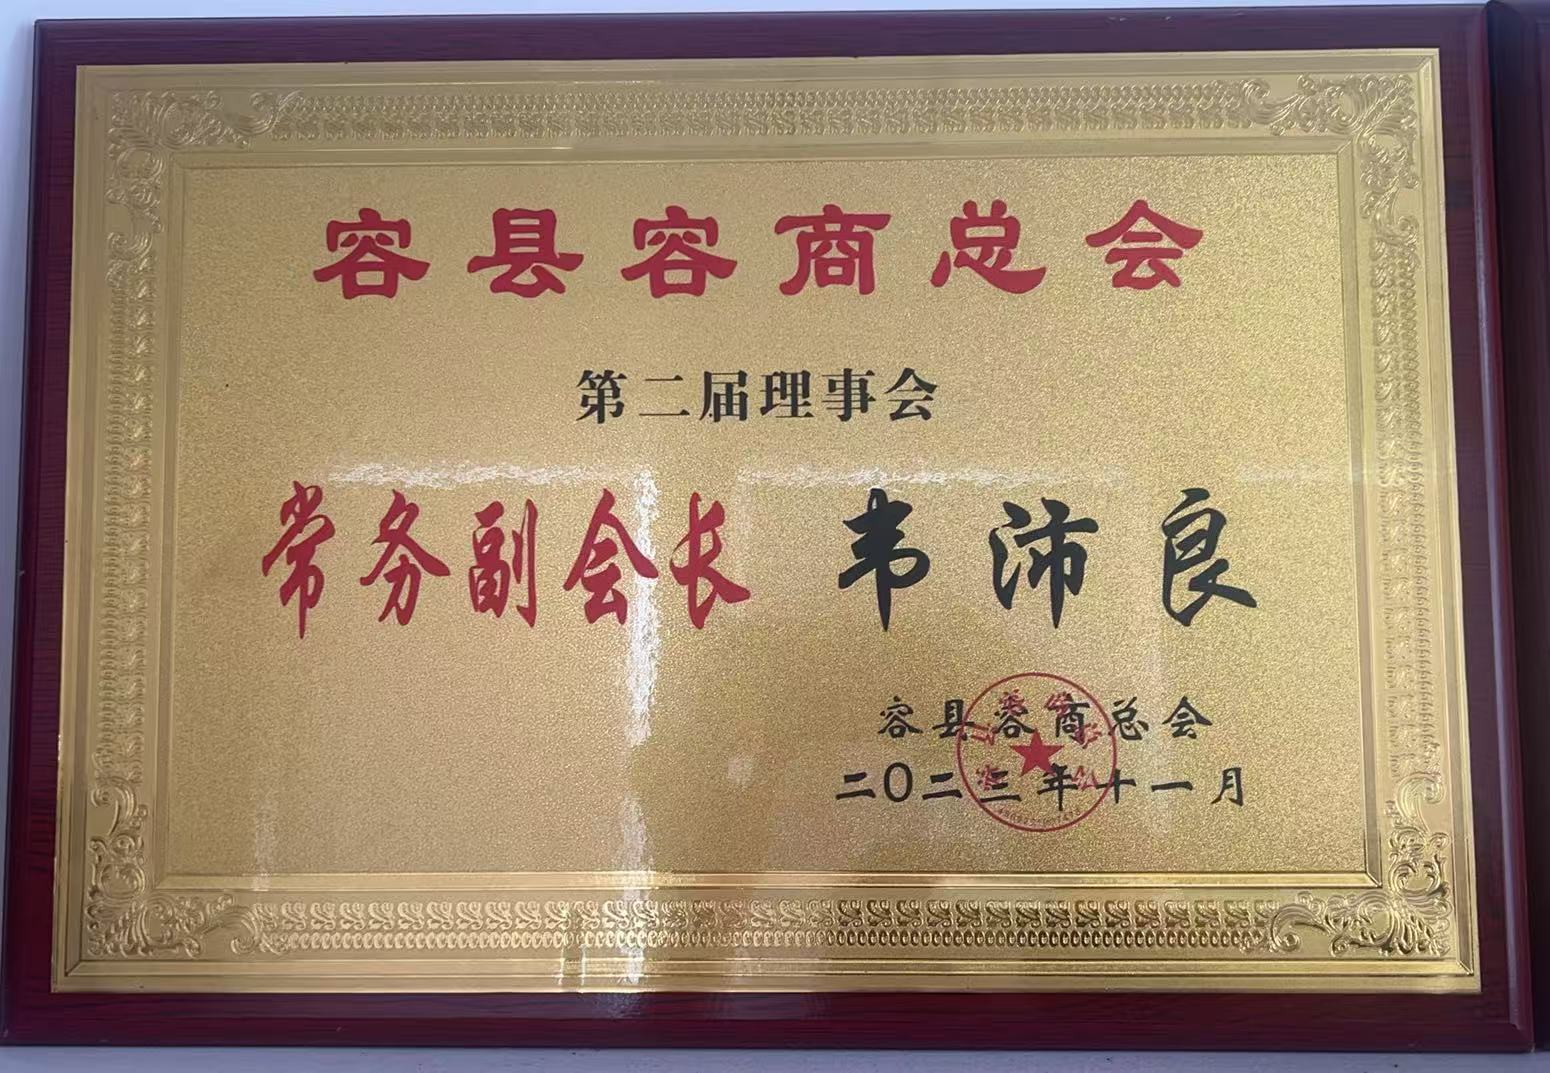 容县容商总会
第二届理事会
常务副会长 韦沛良
容县容商总会
二〇二三年十一月